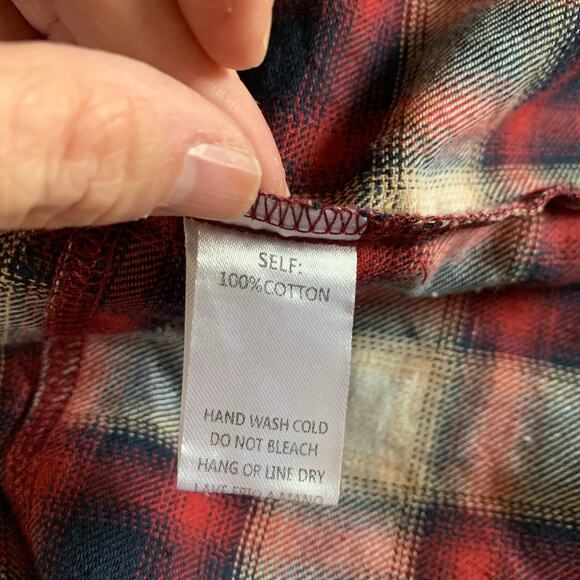 SELF:
100%COTTON
HAND WASH COLD
DO NOT BLEACH
HANG OR LINE DRY